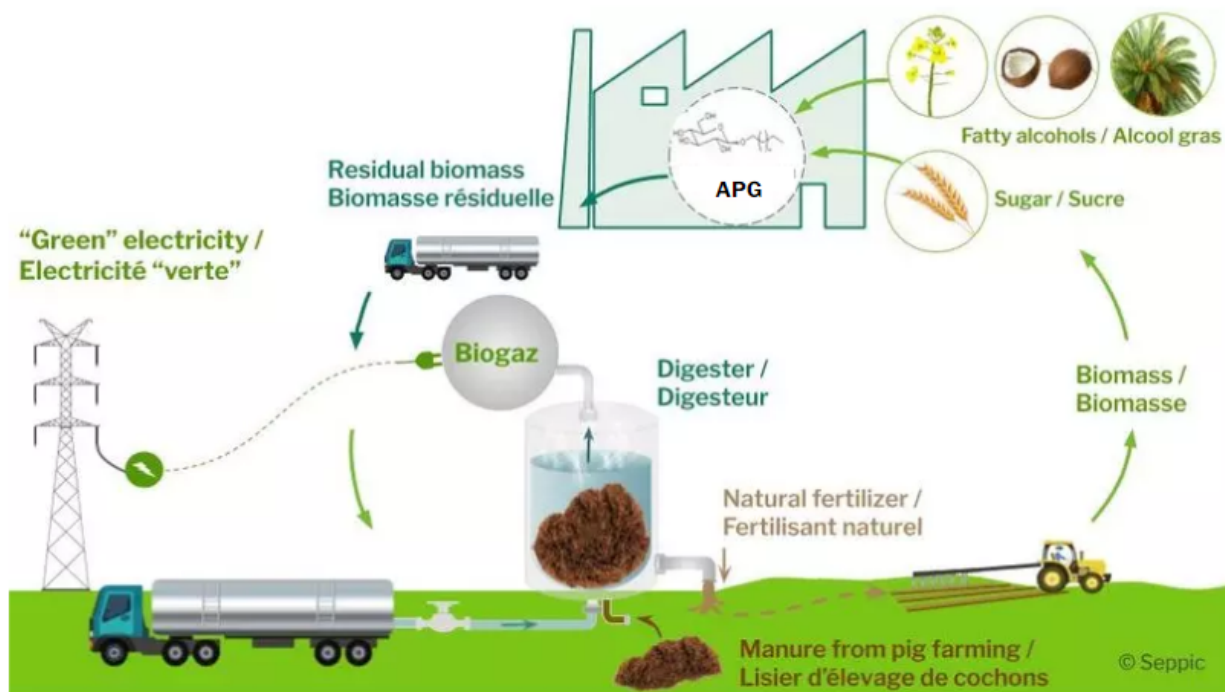 Fatty alcohols / Alcool gras
APG
Sugar / Sucre
Residual biomass
Biomasse résiduelle
“Green” electricity /
Electricité “verte”
Biogaz
Digester /
Digesteur
Biomass /
Biomasse
Natural fertilizer /
Fertilisant naturel
Manure from pig farming /
Lisier d’élevage de cochons
© Seppic